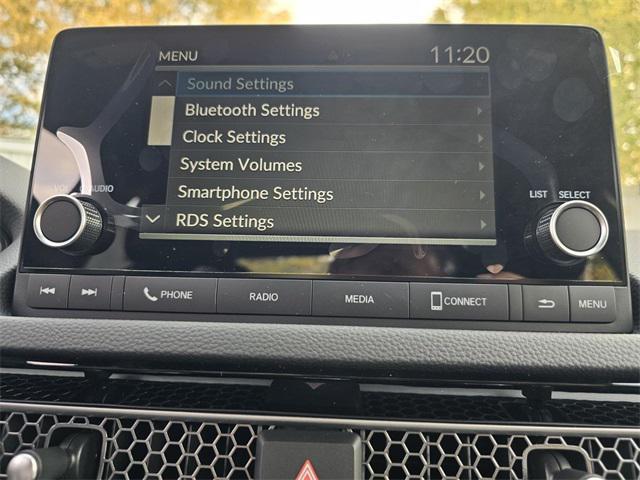 MENU 11:20
Sound Settings
Bluetooth Settings
Clock Settings
System Volumes
Smartphone Settings
RDS Settings
VOL AUDIO
LIST SELECT
PHONE RADIO MEDIA CONNECT MENU